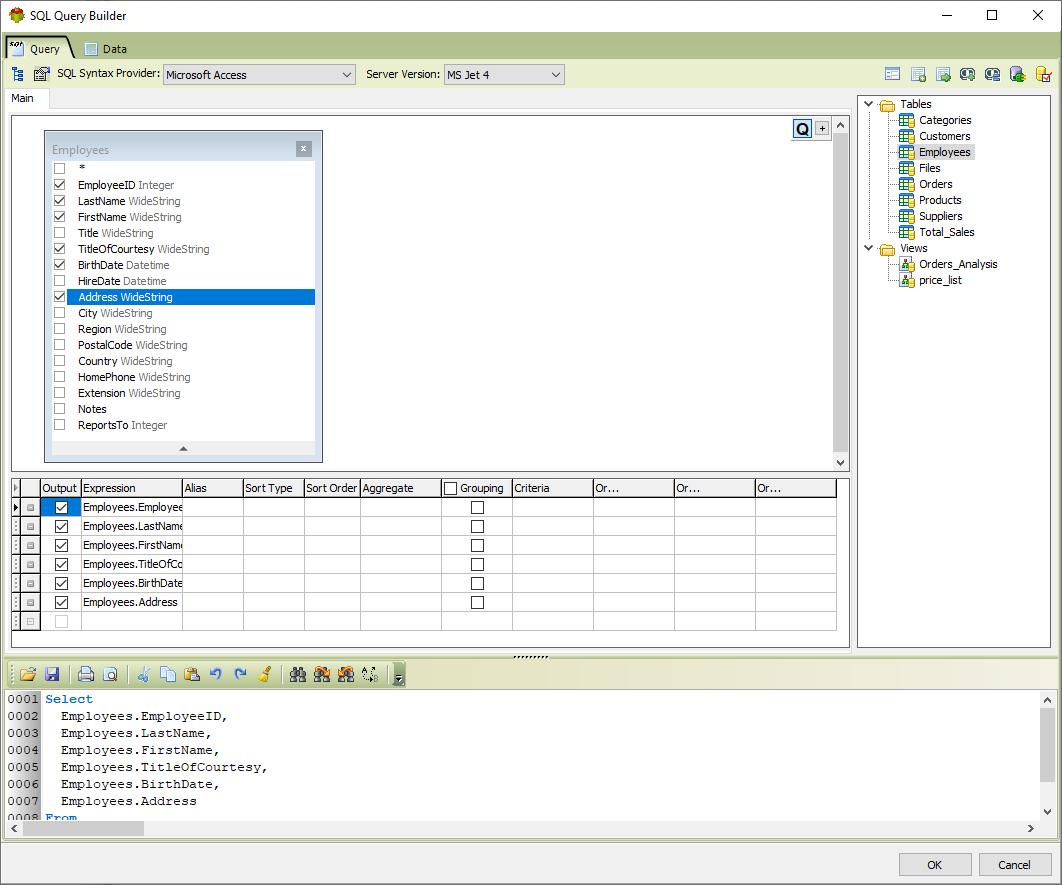 SQL Query Builder
SQL Query Data
SQL Syntax Provider: Microsoft Access Server Version: MS Jet 4
Main
Employees x
*
EmployeeID Integer
LastName WideString
FirstName WideString
Title WideString
TitleOfCourtesy WideString
BirthDate Datetime
HireDate Datetime
Address WideString
City WideString
Region WideString
PostalCode WideString
Country WideString
HomePhone WideString
Extension WideString
Notes
ReportsTo Integer
Q +
Tables
Categories
Customers
Employees
Files
Orders
Products
Suppliers
Total_Sales
Views
Orders_Analysis
price_list
Output Expression Alias Sort Type Sort Order Aggregate Grouping Criteria Or... Or... Or...
Employees.Employee
Employees.LastName
Employees.FirstName
Employees.TitleOfCo
Employees.BirthDate
Employees.Address
0001 Select
0002 Employees.EmployeeID,
0003 Employees.LastName,
0004 Employees.FirstName,
0005 Employees.TitleOfCourtesy,
0006 Employees.BirthDate,
0007 Employees.Address
0008 From
OK Cancel